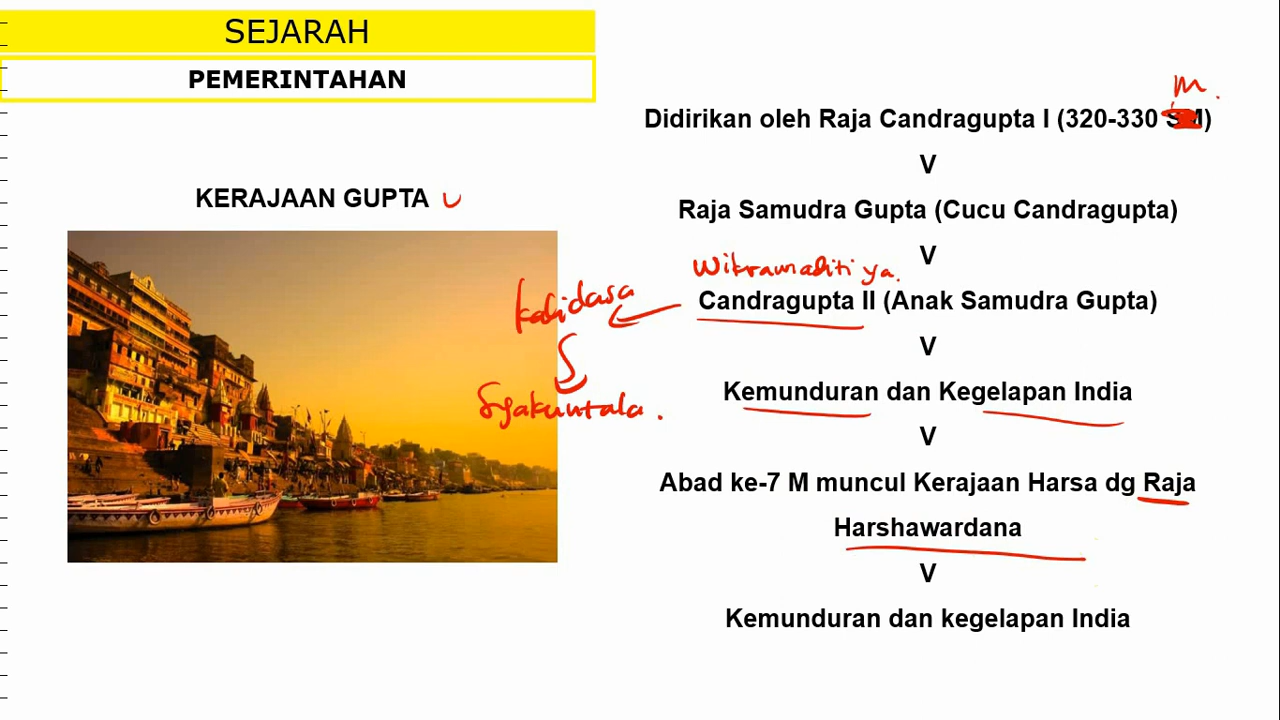 SEJARAH
PEMERINTAHAN
KERAJAAN GUPTA
M.
Didirikan oleh Raja Candragupta I (320-330 SM)
V
Raja Samudra Gupta (Cucu Candragupta)
V
Wikramaditiya.
Candragupta II (Anak Samudra Gupta)
Kalidasa
Syakuntala.
V
Kemunduran dan Kegelapan India
V
Abad ke-7 M muncul Kerajaan Harsa dg Raja
Harshawardana
V
Kemunduran dan kegelapan India